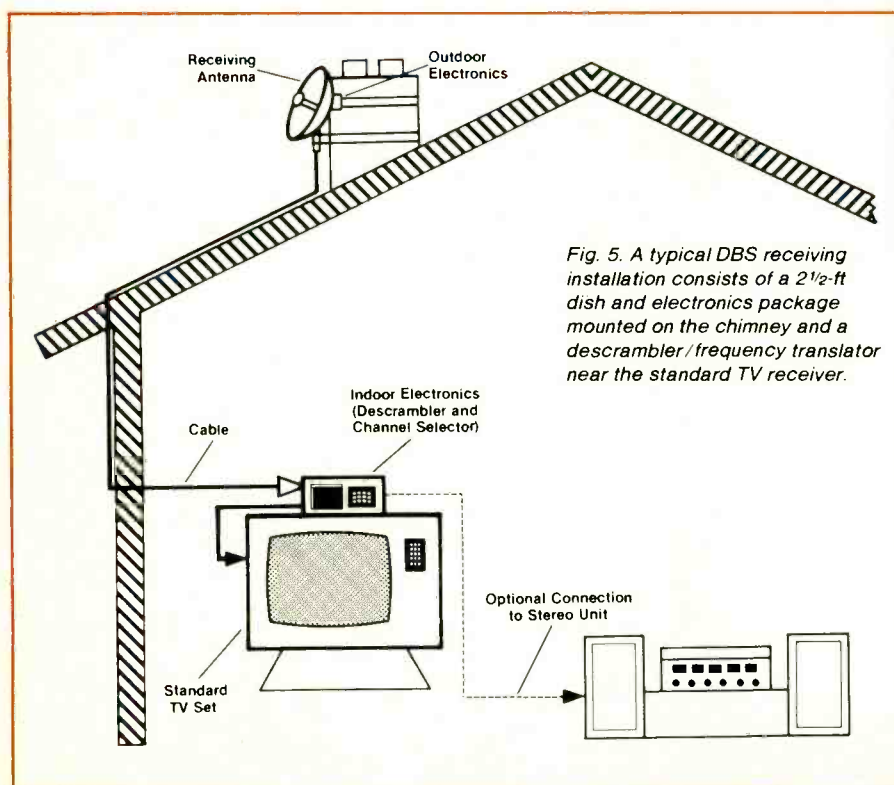 Receiving
Antenna
Outdoor
Electronics
Fig. 5. A typical DBS receiving
installation consists of a 2 1/2-ft
dish and electronics package
mounted on the chimney and a
descrambler/frequency translator
near the standard TV receiver.
Indoor Electronics
(Descrambler and
Channel Selector)
Cable
Optional Connection
to Stereo Unit
Standard
TV Set